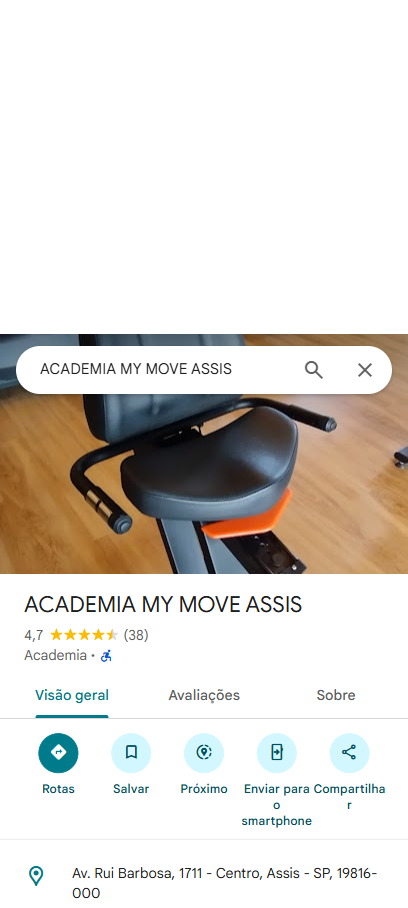 ACADEMIA MY MOVE ASSIS
ACADEMIA MY MOVE ASSIS
4,7 (38)
Academia •
Visão geral Avaliações Sobre
Rotas Salvar Próximo Enviar para o smartphone Compartilhar
Av. Rui Barbosa, 1711 - Centro, Assis - SP, 19816-
000